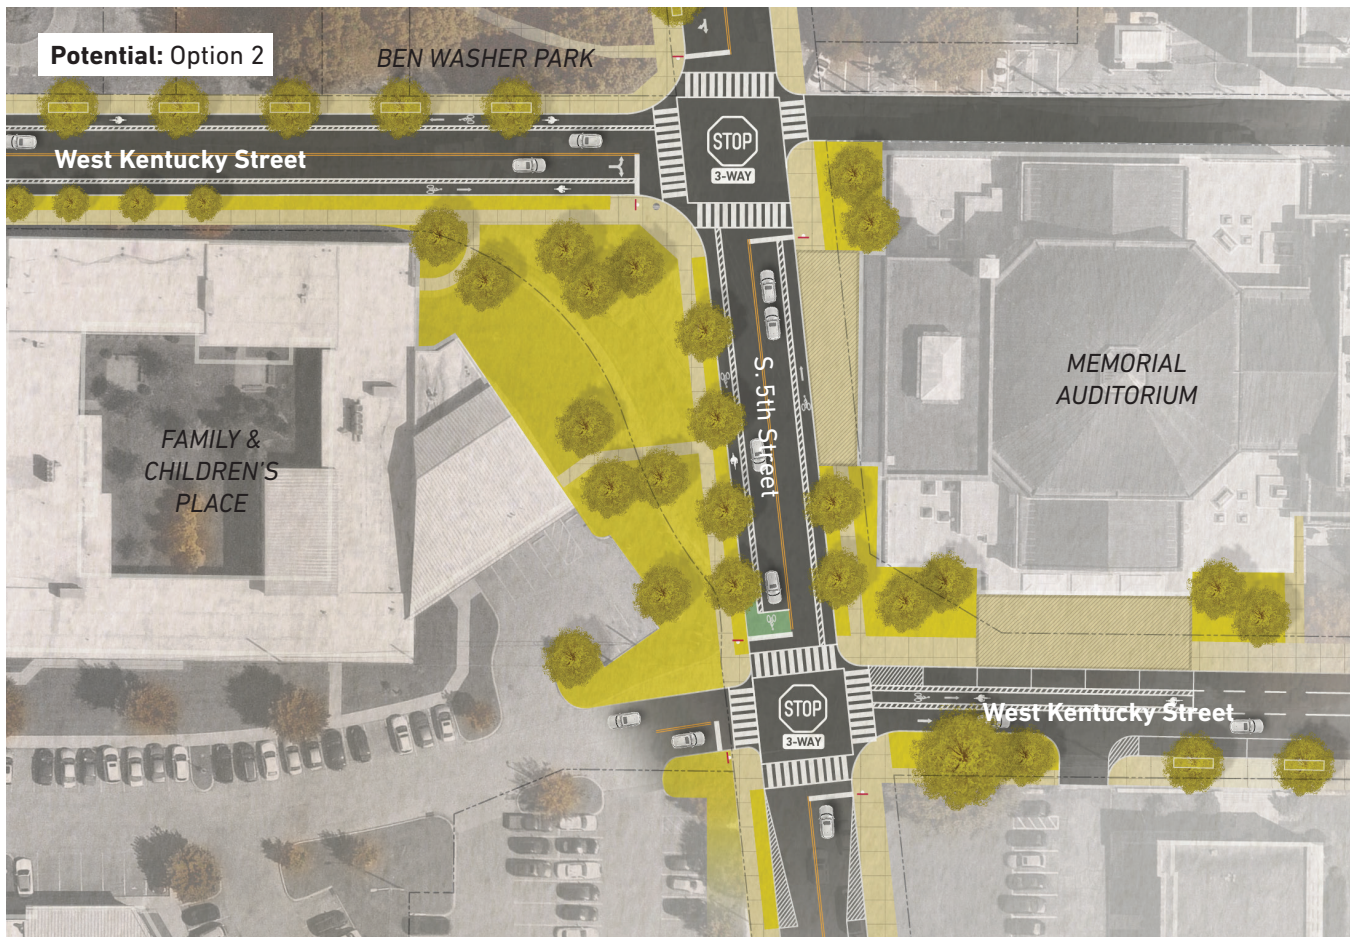 Potential: Option 2
BEN WASHER PARK
West Kentucky Street
STOP
3-WAY
S. 5th Street
MEMORIAL
AUDITORIUM
FAMILY &
CHILDREN'S
PLACE
STOP
3-WAY
West Kentucky Street